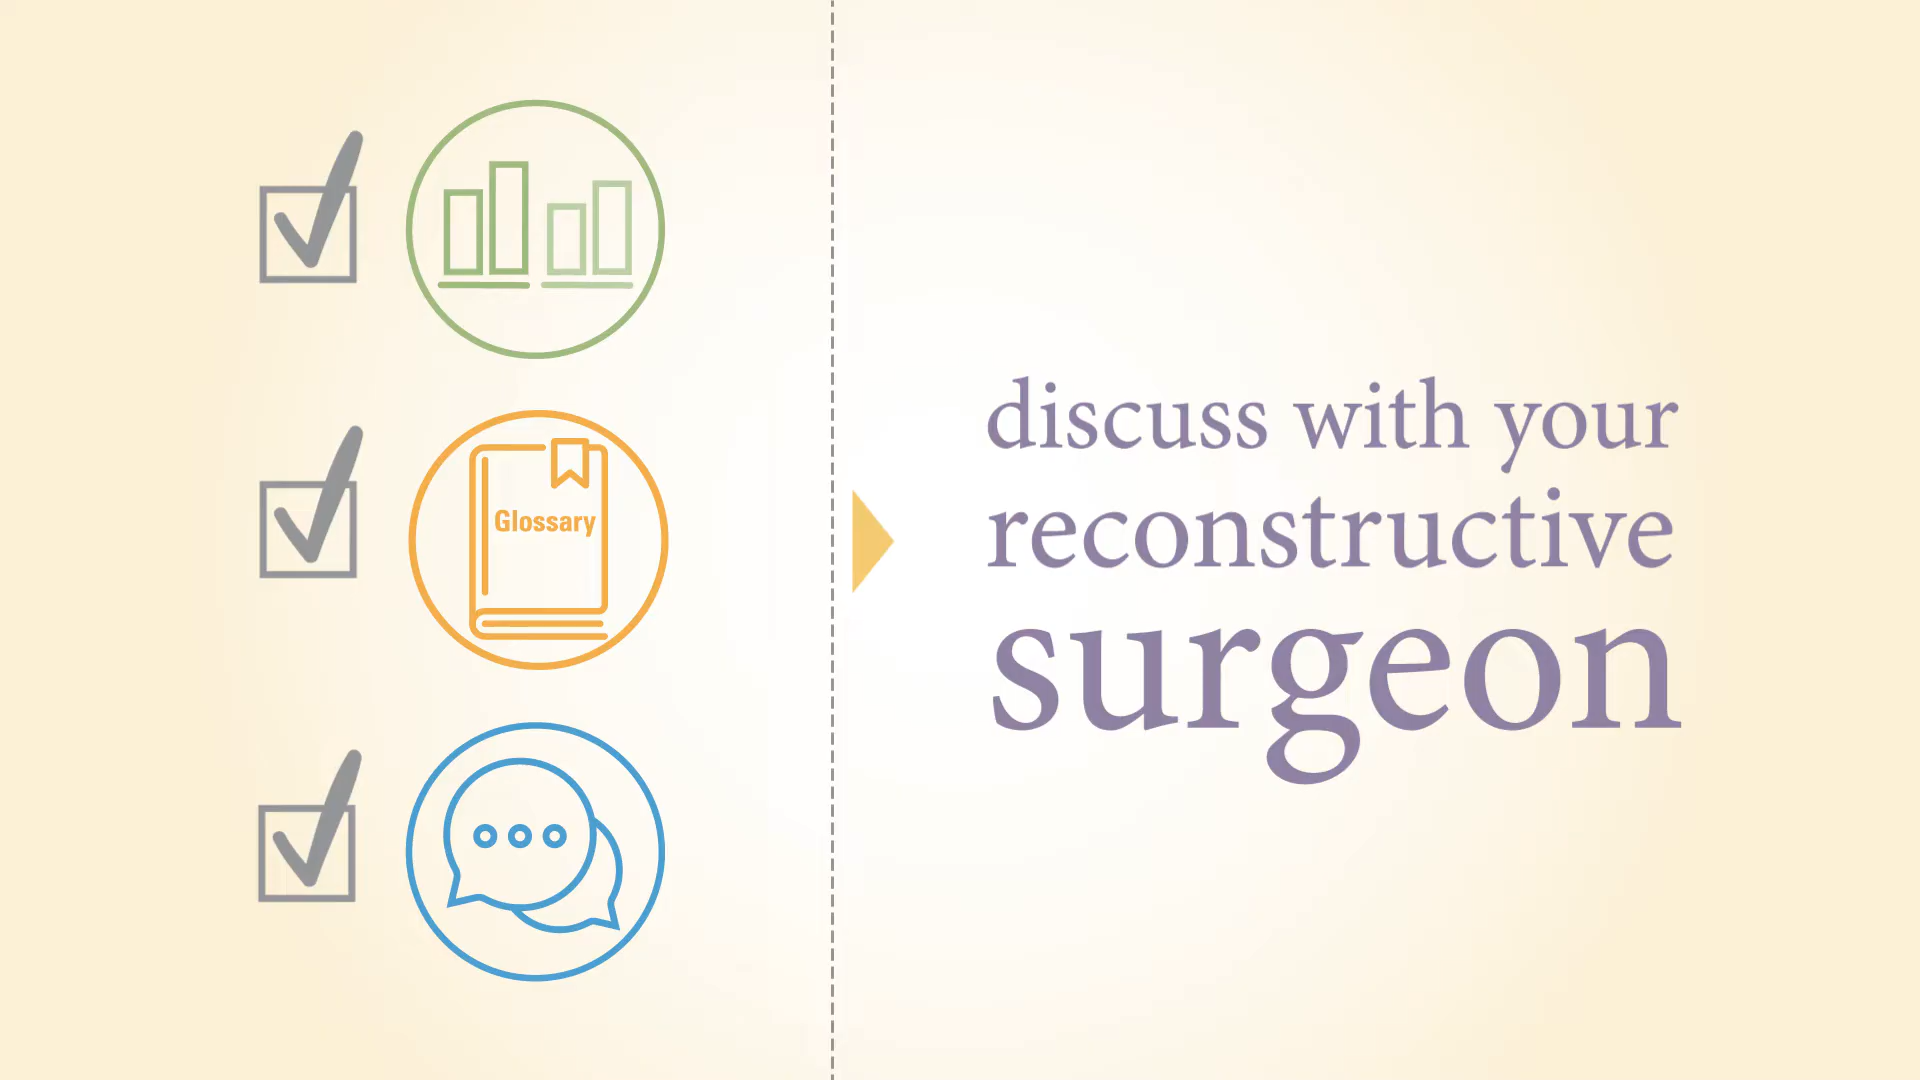 Glossary
discuss with your
reconstructive
surgeon